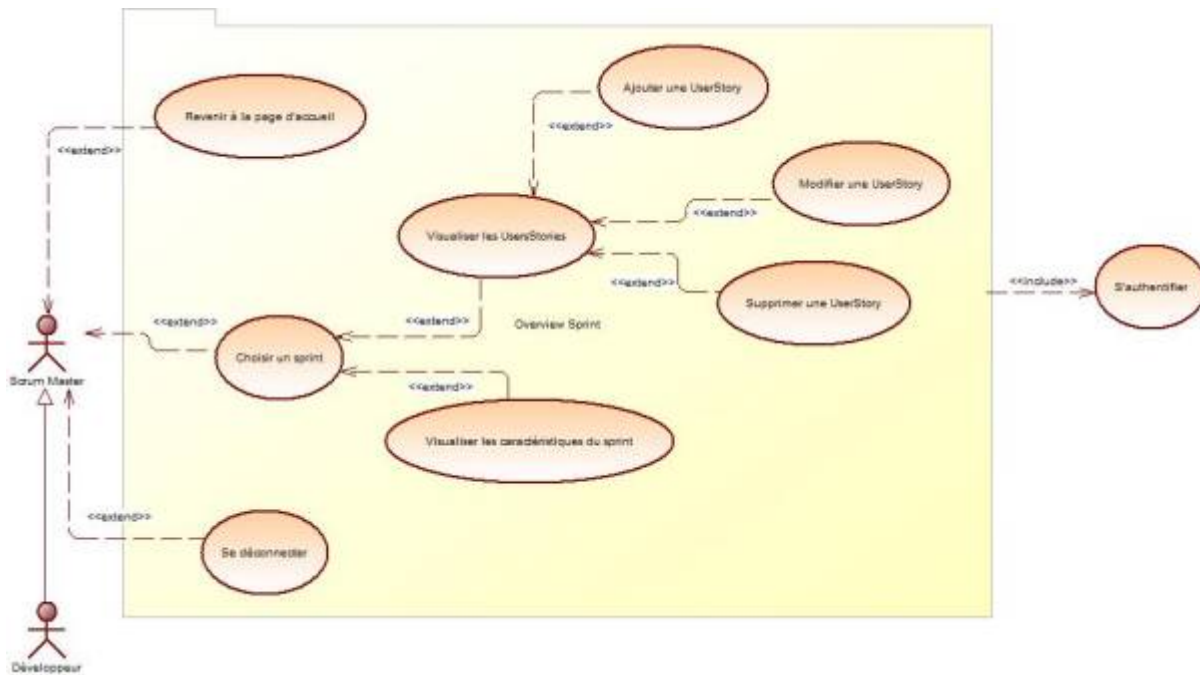 Ajouter une UserStory
Revenir à la page d'accueil
<<extend>>
<<extend>>
Modifier une UserStory
<<extend>>
Visualiser les UsersStories
<<extend>>
S'authentifier
<<include>>
Supprimer une UserStory
<<extend>>
<<extend>>
Overview Sprint
Choisir un sprint
Scrum Master
<<extend>>
Visualiser les caractéristiques du sprint
<<extend>>
Se déconnecter
Développeur